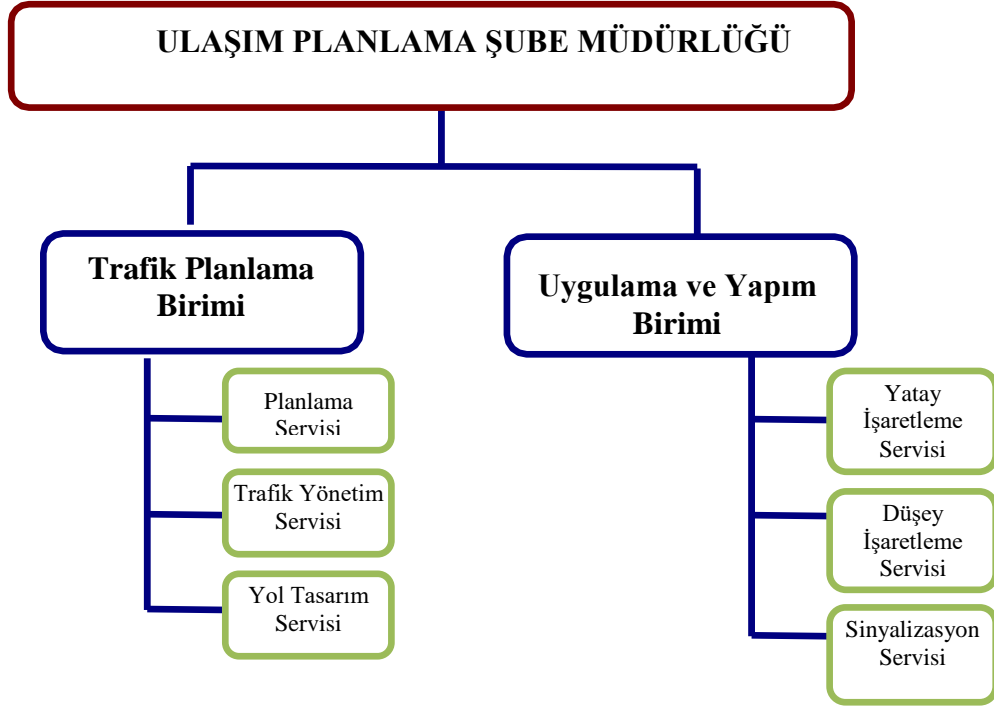 ULAŞIM PLANLAMA ŞUBE MÜDÜRLÜĞÜ
Trafik Planlama
Birimi
Planlama
Servisi
Trafik Yönetim
Servisi
Yol Tasarım
Servisi
Uygulama ve Yapım
Birimi
Yatay
İşaretleme
Servisi
Düşey
İşaretleme
Servisi
Sinyalizasyon
Servisi